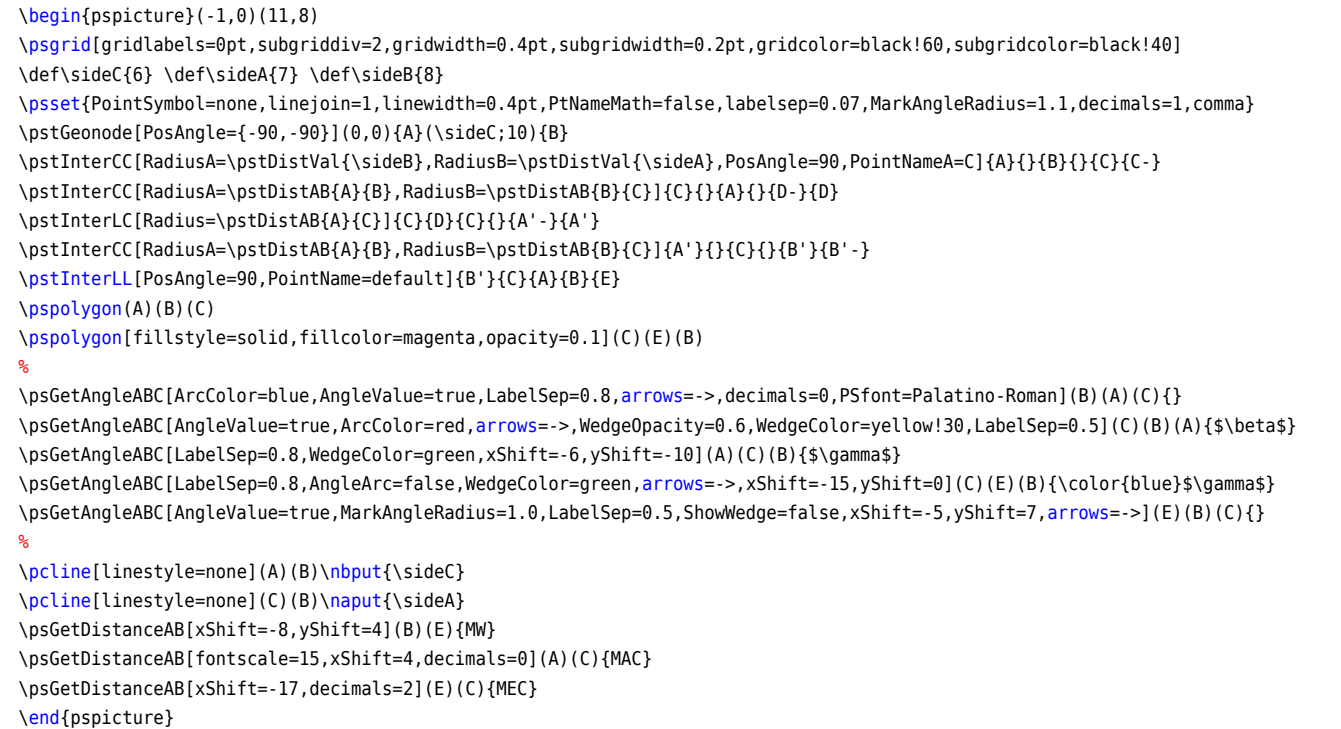 \begin{pspicture}(-1,0)(11,8)
\psgrid[gridlabels=0pt,subgriddiv=2,gridwidth=0.4pt,subgridwidth=0.2pt,gridcolor=black!60,subgridcolor=black!40]
\def\sideC{6} \def\sideA{7} \def\sideB{8}
\psset{PointSymbol=none,linejoin=1,linewidth=0.4pt,PtNameMath=false,labelsep=0.07,MarkAngleRadius=1.1,decimals=1,comma}
\pstGeonode[PosAngle={-90,-90}](0,0){A}(\sideC;10){B}
\pstInterCC[RadiusA=\pstDistVal{\sideB},RadiusB=\pstDistVal{\sideA},PosAngle=90,PointNameA=C]{A}{}{B}{}{C}{C-}
\pstInterCC[RadiusA=\pstDistAB{A}{B},RadiusB=\pstDistAB{B}{C}]{C}{}{A}{}{D-}{D}
\pstInterLC[Radius=\pstDistAB{A}{C}]{C}{D}{C}{}{A'-}{A'}
\pstInterCC[RadiusA=\pstDistAB{A}{B},RadiusB=\pstDistAB{B}{C}]{A'}{}{C}{}{B'}{B'-}
\pstInterLL[PosAngle=90,PointName=default]{B'}{C}{A}{B}{E}
\pspolygon(A)(B)(C)
\pspolygon[fillstyle=solid,fillcolor=magenta,opacity=0.1](C)(E)(B)
%
\psGetAngleABC[ArcColor=blue,AngleValue=true,LabelSep=0.8,arrows=->,decimals=0,PSfont=Palatino-Roman](B)(A)(C){}
\psGetAngleABC[AngleValue=true,ArcColor=red,arrows=->,WedgeOpacity=0.6,WedgeColor=yellow!30,LabelSep=0.5](C)(B)(A){$\beta$}
\psGetAngleABC[LabelSep=0.8,WedgeColor=green,xShift=-6,yShift=-10](A)(C)(B){$\gamma$}
\psGetAngleABC[LabelSep=0.8,AngleArc=false,WedgeColor=green,arrows=->,xShift=-15,yShift=0](C)(E)(B){\color{blue}$\gamma$}
\psGetAngleABC[AngleValue=true,MarkAngleRadius=1.0,LabelSep=0.5,ShowWedge=false,xShift=-5,yShift=7,arrows=->](E)(B)(C){}
%
\pcline[linestyle=none](A)(B)\nbput{\sideC}
\pcline[linestyle=none](C)(B)\naput{\sideA}
\psGetDistanceAB[xShift=-8,yShift=4](B)(E){MW}
\psGetDistanceAB[fontscale=15,xShift=4,decimals=0](A)(C){MAC}
\psGetDistanceAB[xShift=-17,decimals=2](E)(C){MEC}
\end{pspicture}